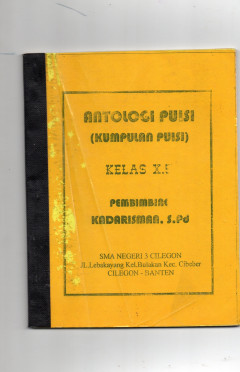 ANTOLOGI PUISI
(KUMPULAN PUISI)
KELAS X.
PEMBIMBING
KADARISMAN, S.Pd
SMA NEGERI 3 CILEGON
JL.Lebakayang Kel.Bulakan Kec. Cibeber
CILEGON - BANTEN